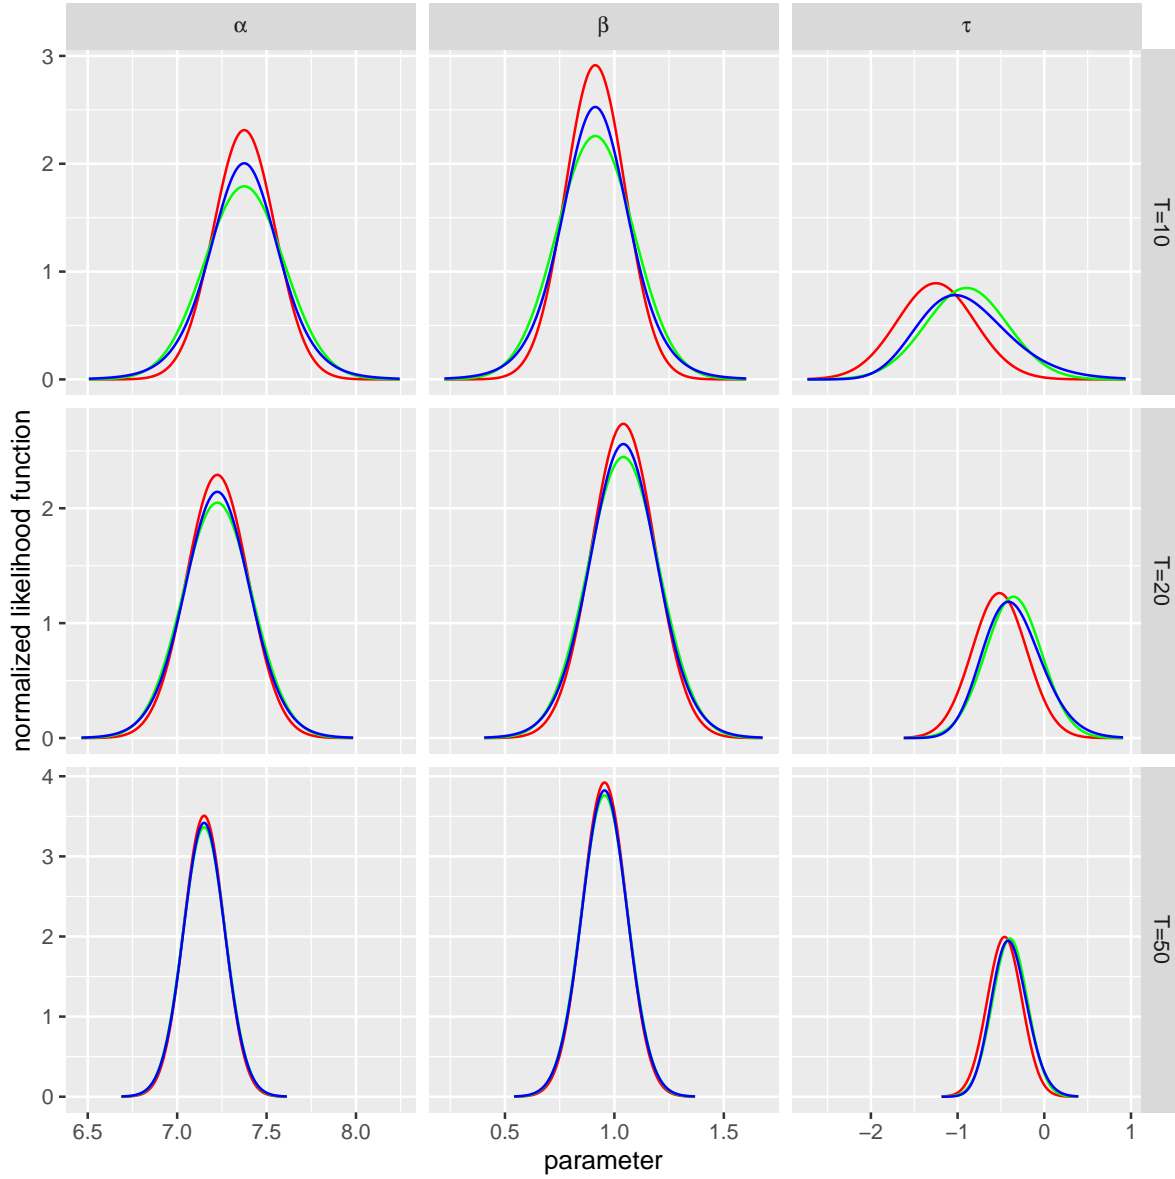 α β τ
3
2
1
0
T=10
2
1
0
T=20
4
3
2
1
0
T=50
normalized likelihood function
6.5 7.0 7.5 8.0 0.5 1.0 1.5 −2 −1 0 1
parameter